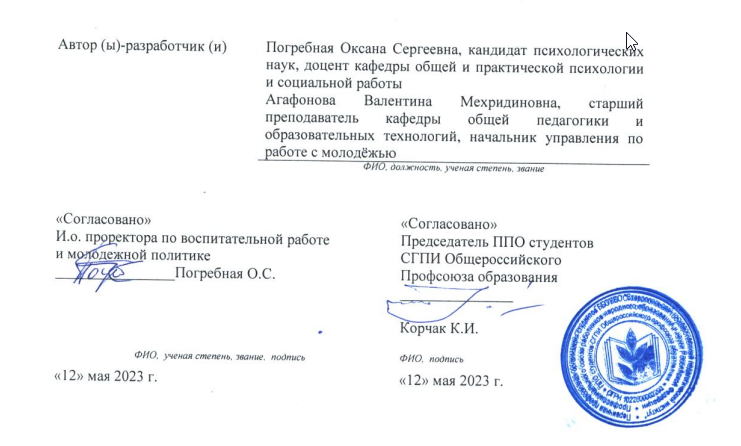 Автор (ы)-разработчик (и)
Погребная Оксана Сергеевна, кандидат психологических
наук, доцент кафедры общей и практической психологии
и социальной работы
Агафонова Валентина Мехридиновна, старший
преподаватель кафедры общей педагогики и
образовательных технологий, начальник управления по
работе с молодёжью
ФИО, должность, ученая степень, звание
«Согласовано»
И.о. проректора по воспитательной работе
и молодежной политике
Погребная О.С.
ФИО, ученая степень, звание, подпись
«12» мая 2023 г.
«Согласовано»
Председатель ППО студентов
СГПИ Общероссийского
Профсоюза образования
Корчак К.И.
ФИО, подпись
«12» мая 2023 г.